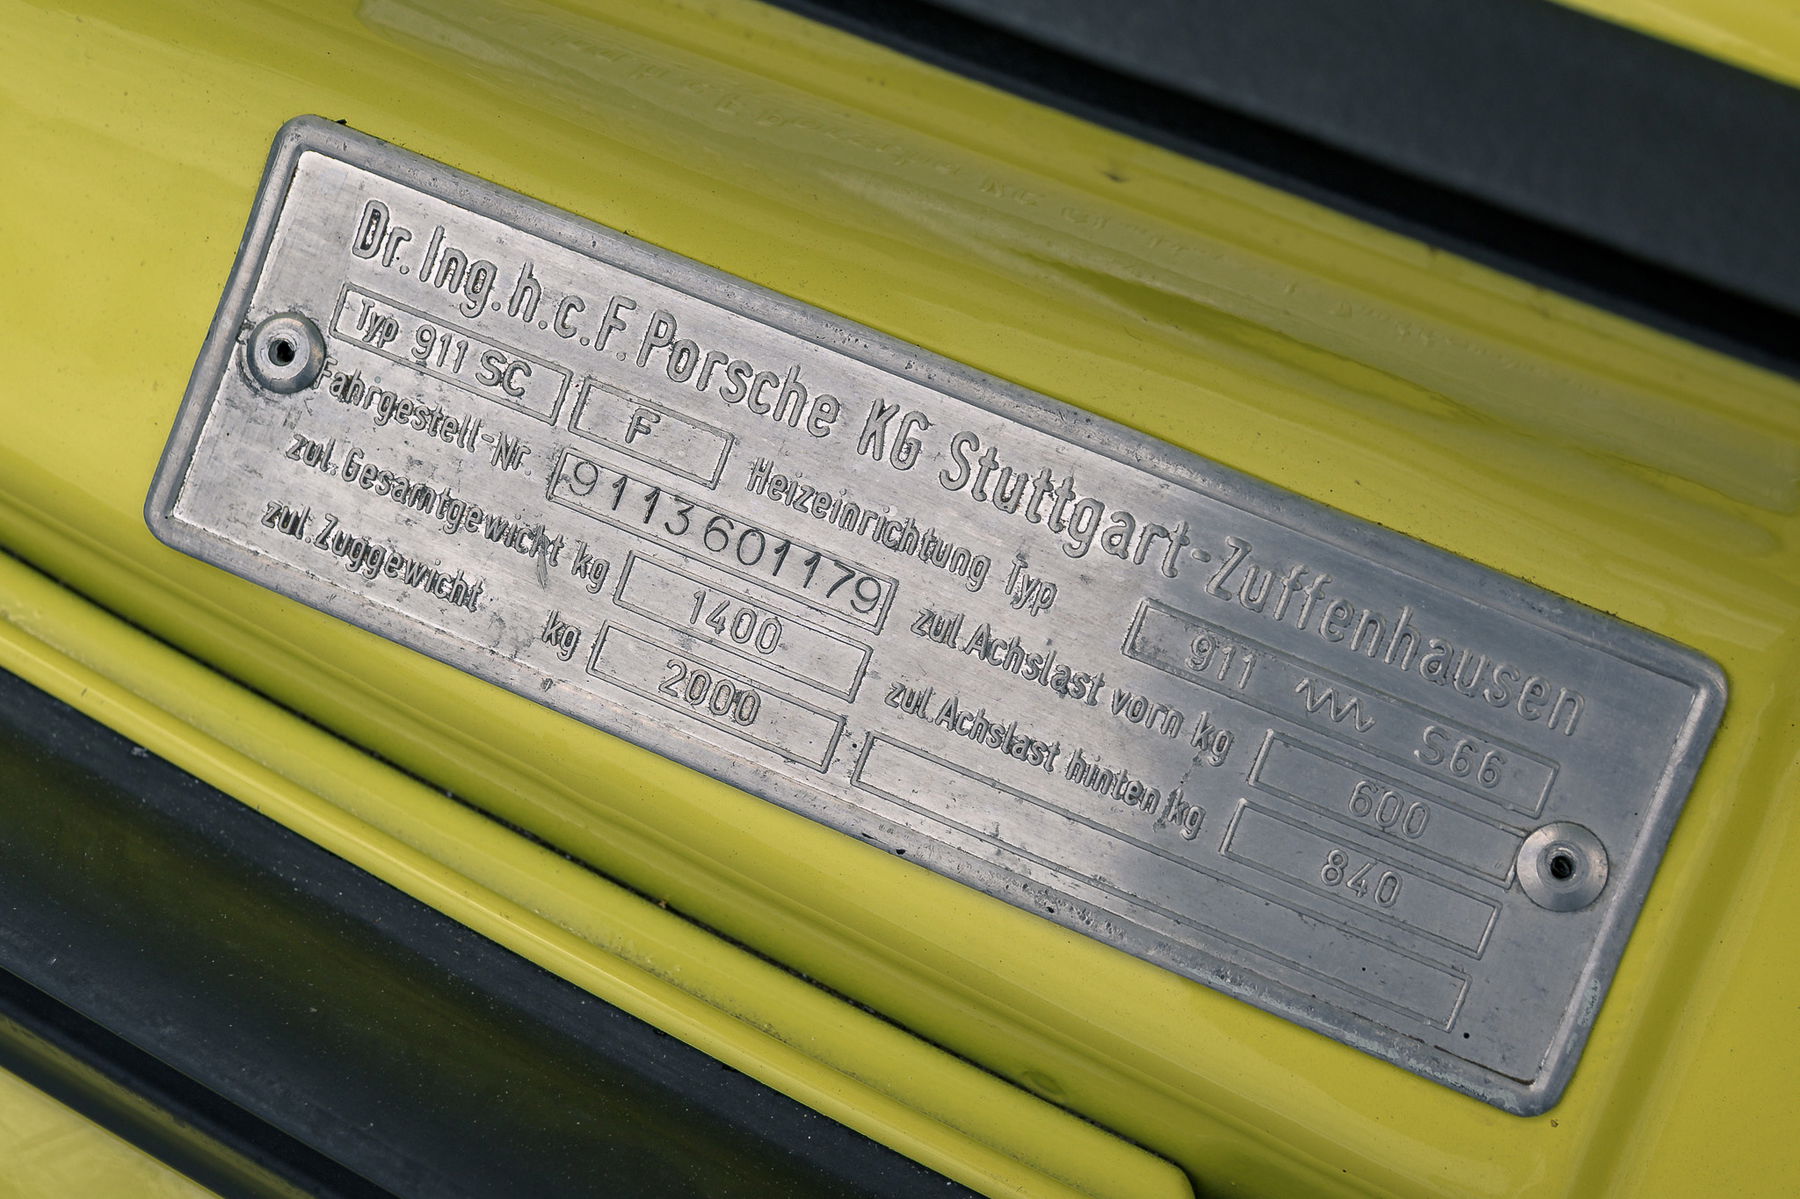 Dr. Ing. h. c. F. Porsche KG Stuttgart-Zuffenhausen
Typ 911 SC F Heizeinrichtung Typ 911 S66
Fahrgestell-Nr. 9113601179 zul. Achslast vorn kg 600
zul. Gesamtgewicht kg 1400 zul. Achslast hinten kg 840
zul. Zuggewicht kg 2000